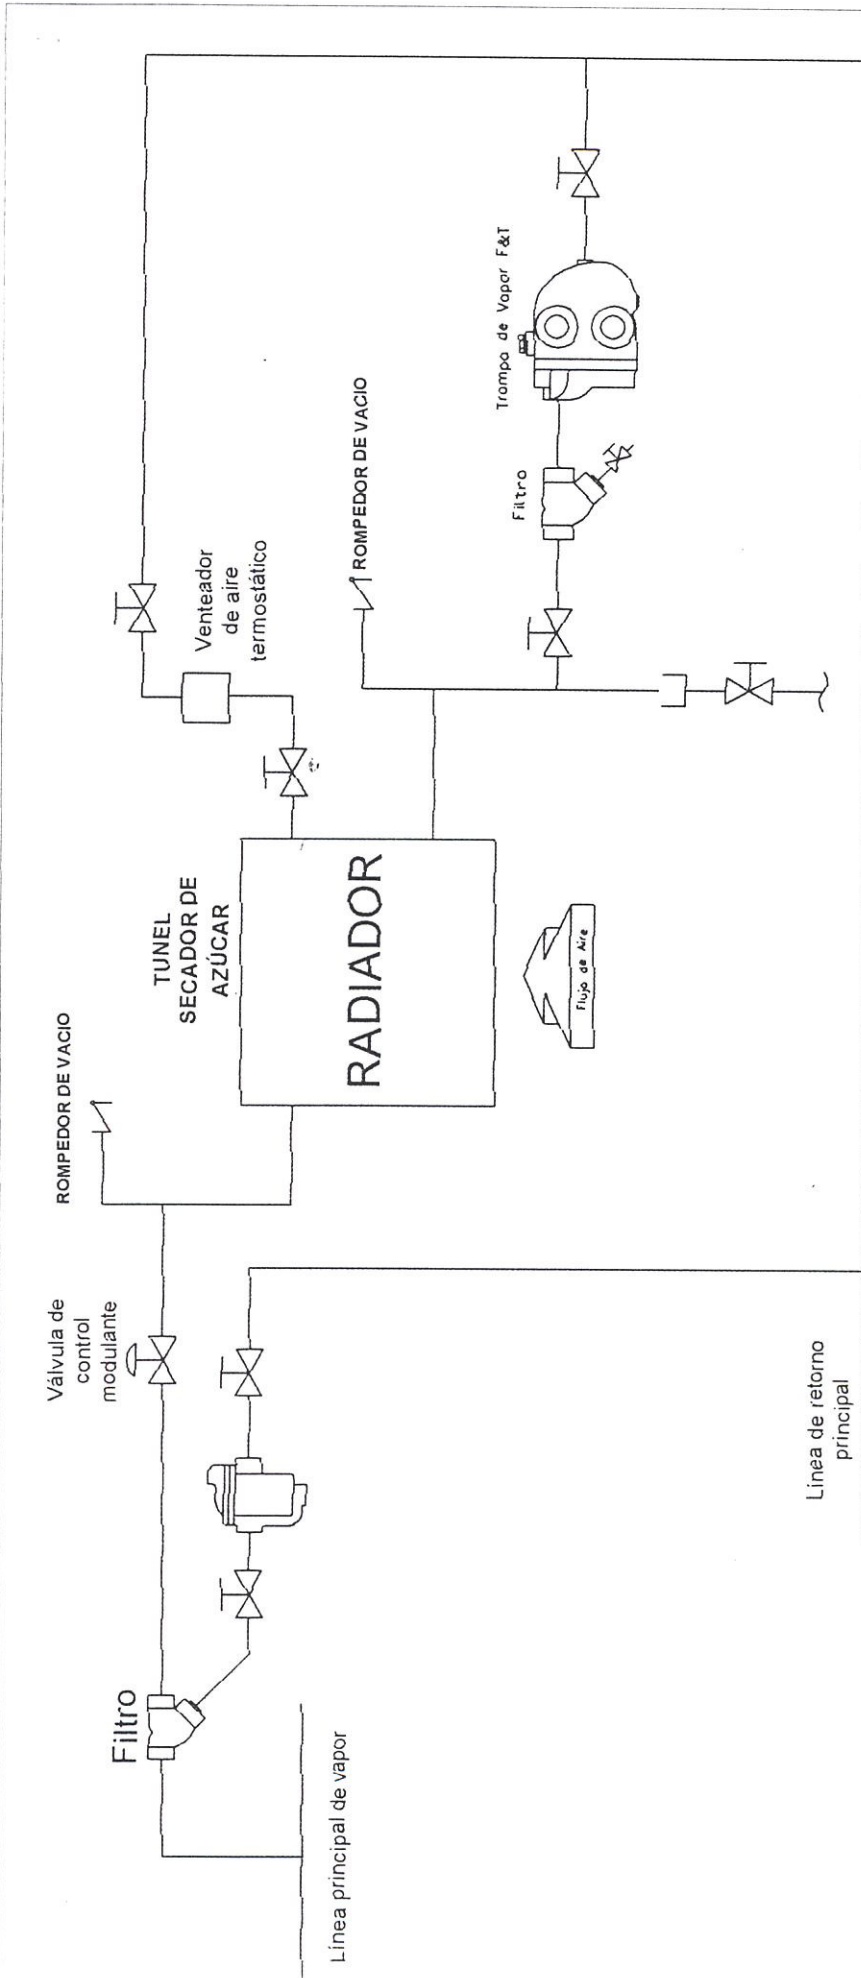 Línea principal de vapor
Filtro
Válvula de
control
modulante
ROMPEDOR DE VACIO
TUNEL
SECADOR DE
AZÚCAR
RADIADOR
Flujo de Aire
Venteador
de aire
termostático
ROMPEDOR DE VACIO
Filtro
Trampa de Vapor F&T
Línea de retorno
principal